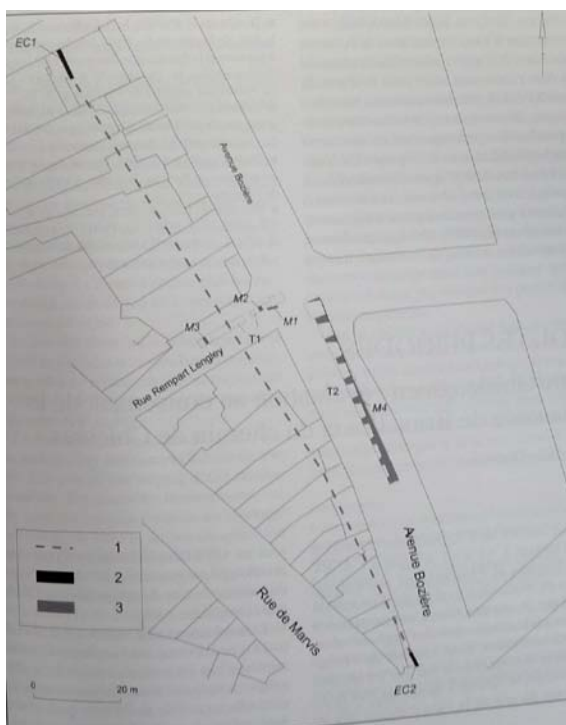 EC1
Avenue Bozière
M2
M1
M3
T1
Rue Rempart Lengley
T2
M4
Avenue Bozière
1
2
3
Rue de Marvis
0
20 m
EC2